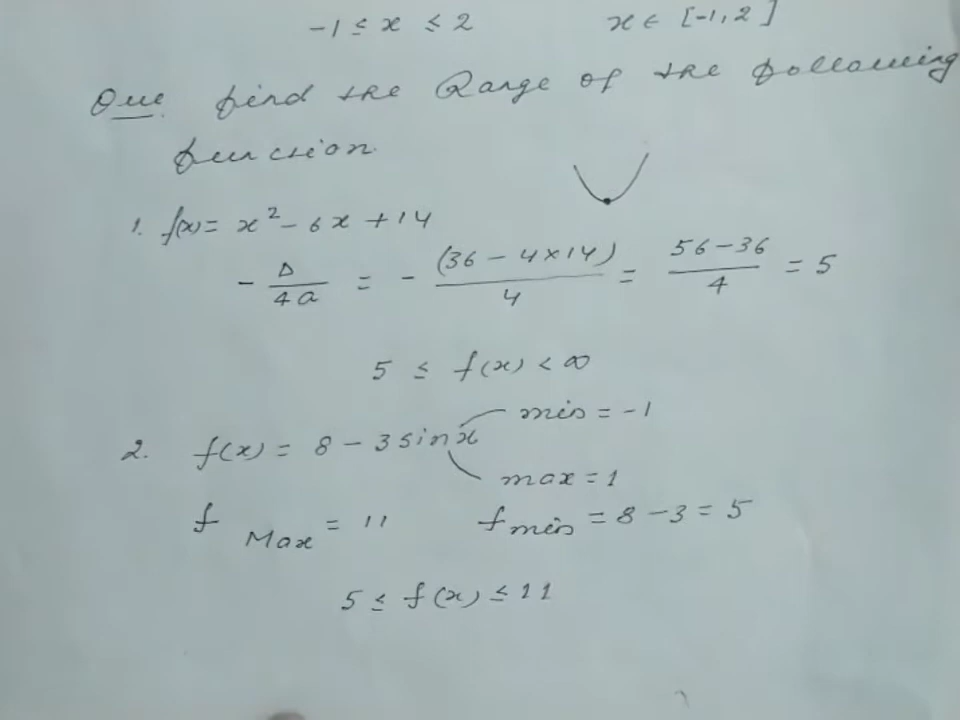 -1 ≤ x ≤ 2 x ∈ [-1, 2]
Que find the Range of the following
function.
1. f(x) = x² - 6x + 14
- Δ/4a = - (36 - 4×14)/4 = 56-36/4 = 5
5 ≤ f(x) < ∞
min = -1
2. f(x) = 8 - 3 sin x
max = 1
f Max = 11 f min = 8 - 3 = 5
5 ≤ f(x) ≤ 11